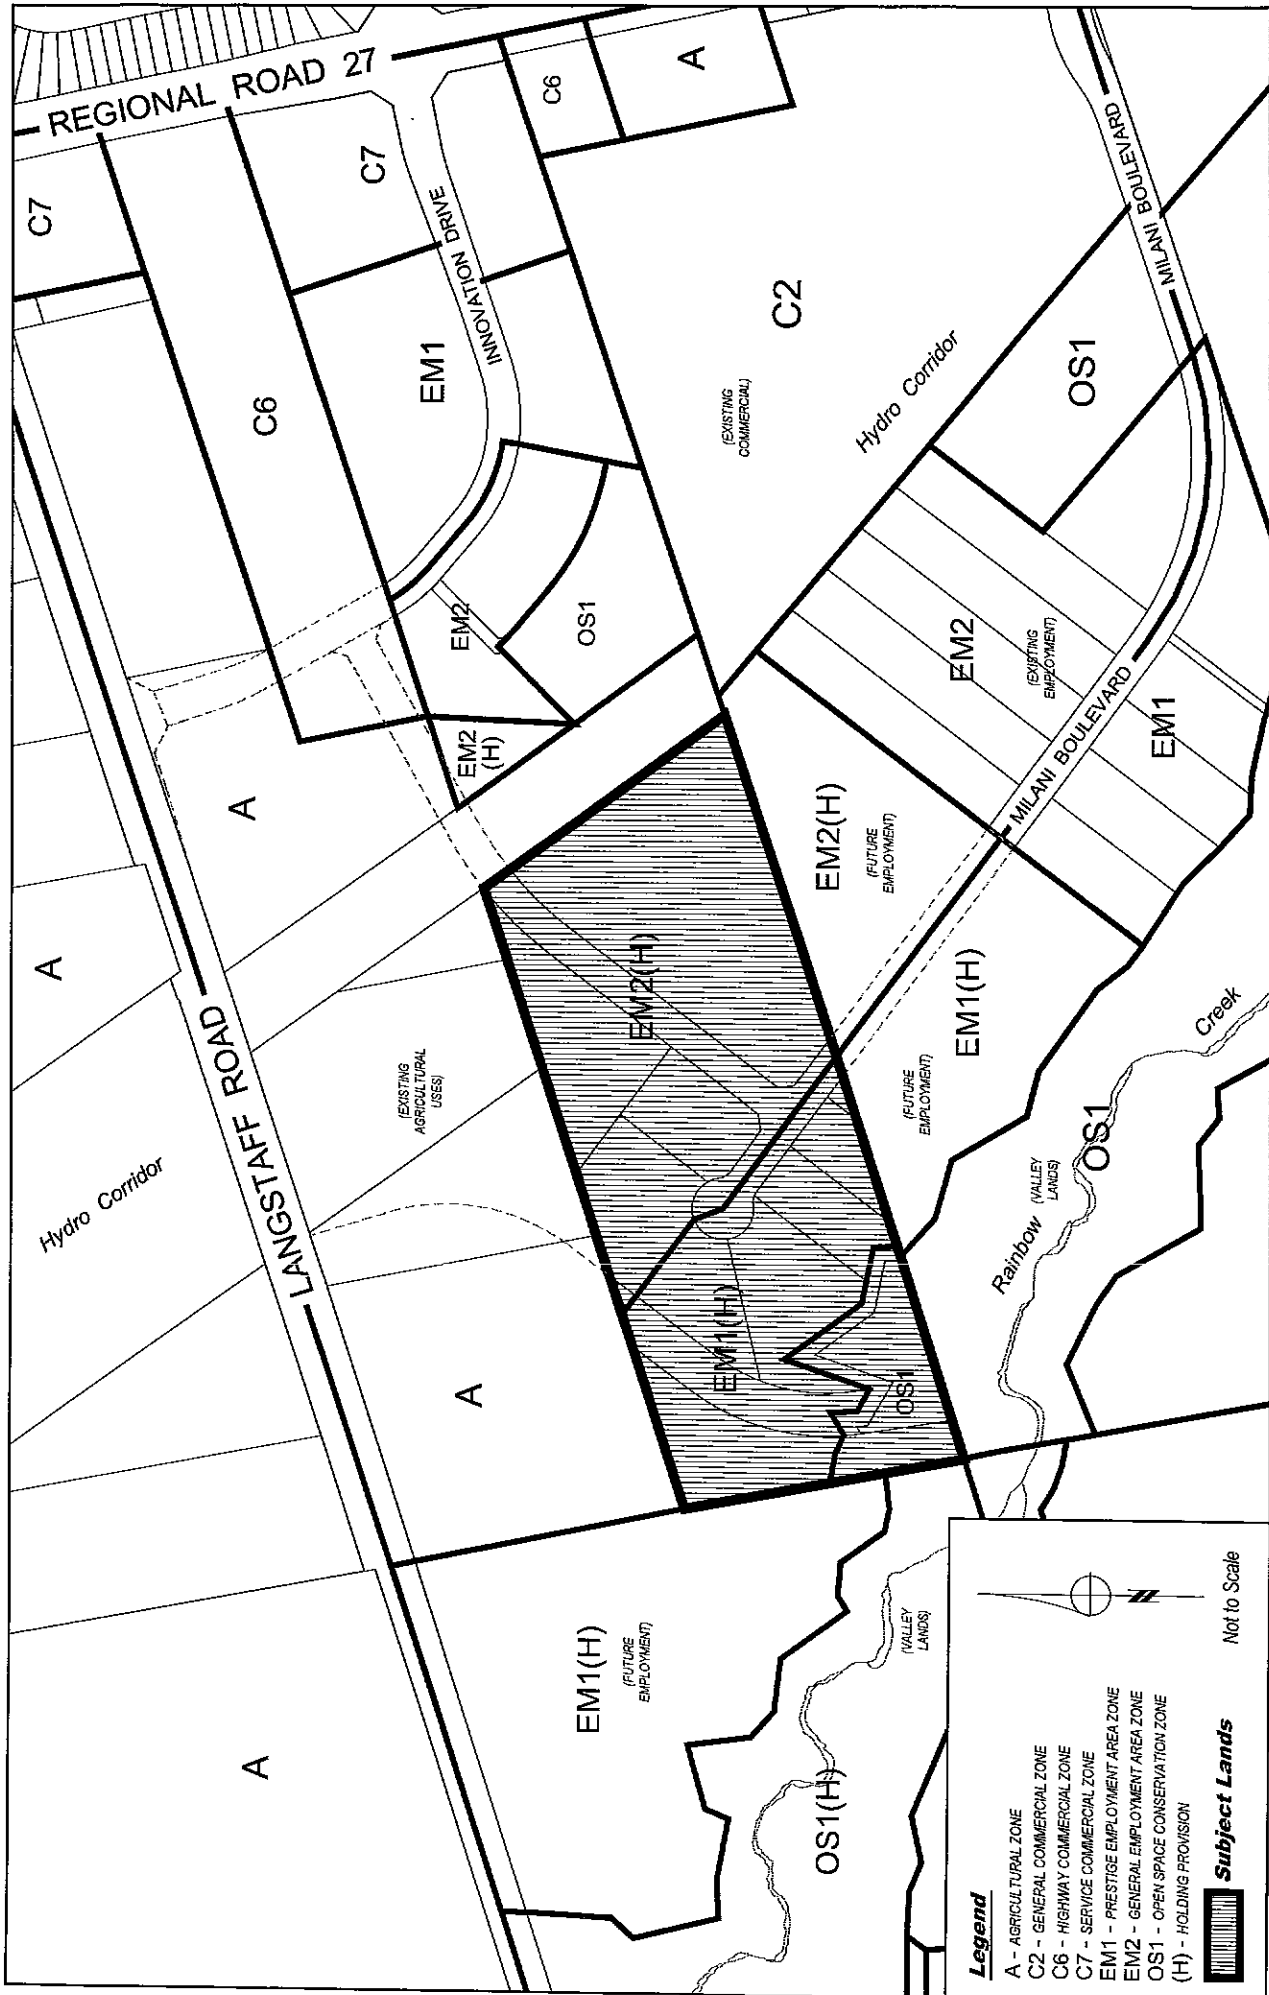 REGIONAL ROAD 27
C7
C7
C6
A
C6
EM1
INNOVATION DRIVE
C2
(EXISTING
COMMERCIAL)
Hydro Corridor
MILANI BOULEVARD
MILANI BOULEVARD
OS1
EM2
OS1
EM2
(H)
A
A
LANGSTAFF ROAD
Hydro Corridor
(EXISTING
AGRICULTURAL
USES)
EM2(H)
EM2(H)
(FUTURE
EMPLOYMENT)
EM2
(EXISTING
EMPLOYMENT)
MILANI BOULEVARD
EM1
EM1(H)
(FUTURE
EMPLOYMENT)
Rainbow
Creek
(VALLEY
LANDS)
OS1
EM1(H)
OS1
A
A
EM1(H)
(FUTURE
EMPLOYMENT)
OS1(H)
(VALLEY
LANDS)
Legend
A - AGRICULTURAL ZONE
C2 - GENERAL COMMERCIAL ZONE
C6 - HIGHWAY COMMERCIAL ZONE
C7 - SERVICE COMMERCIAL ZONE
EM1 - PRESTIGE EMPLOYMENT AREA ZONE
EM2 - GENERAL EMPLOYMENT AREA ZONE
OS1 - OPEN SPACE CONSERVATION ZONE
(H) - HOLDING PROVISION
Subject Lands
N
Not to Scale